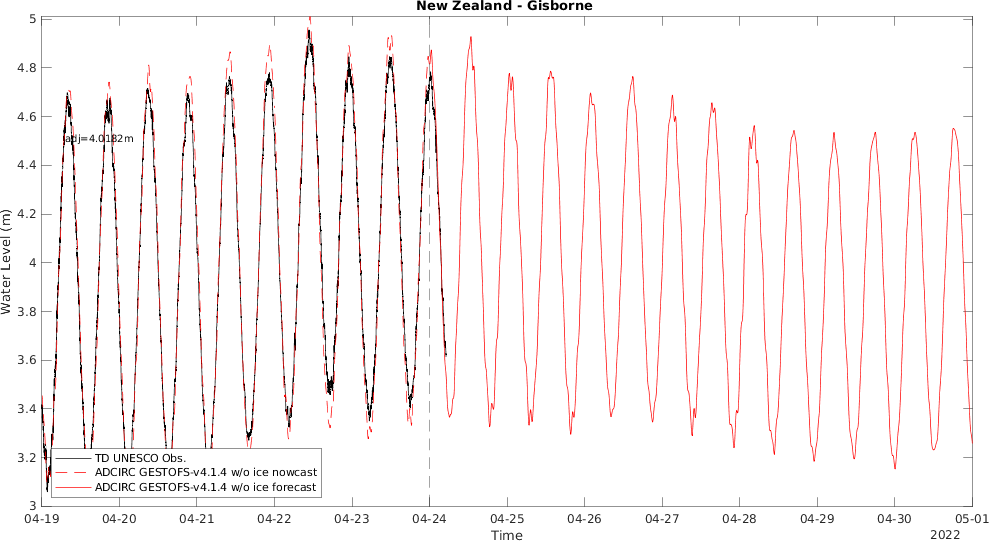 New Zealand - Gisborne
5
4.8
4.6
adj=4.0182m
4.4
4.2
4
3.8
3.6
3.4
3.2
3
Water Level (m)
TD UNESCO Obs.
ADCIRC GESTOFS-v4.1.4 w/o ice nowcast
ADCIRC GESTOFS-v4.1.4 w/o ice forecast
04-19 04-20 04-21 04-22 04-23 04-24 04-25 04-26 04-27 04-28 04-29 04-30 05-01
Time
2022